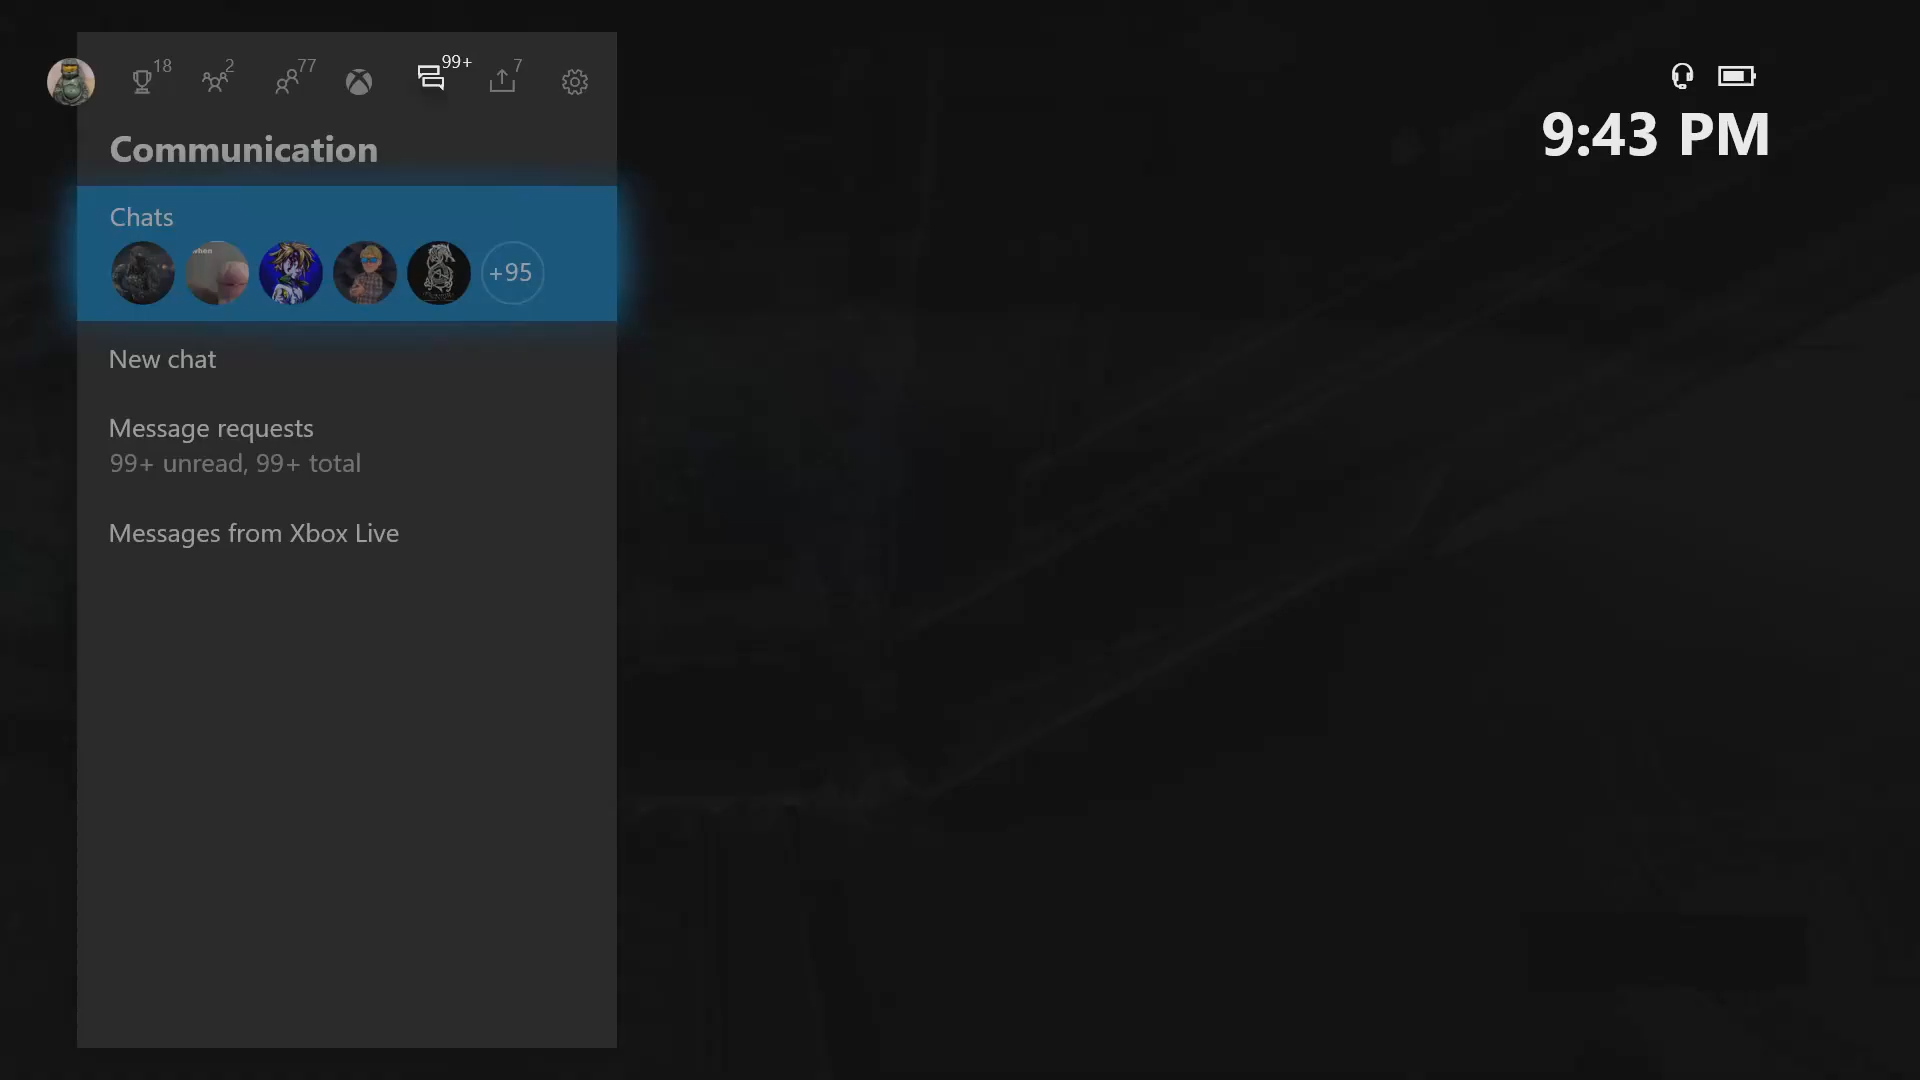 18
2
77
99+
7
9:43 PM
Communication
Chats
when
+95
New chat
Message requests
99+ unread, 99+ total
Messages from Xbox Live